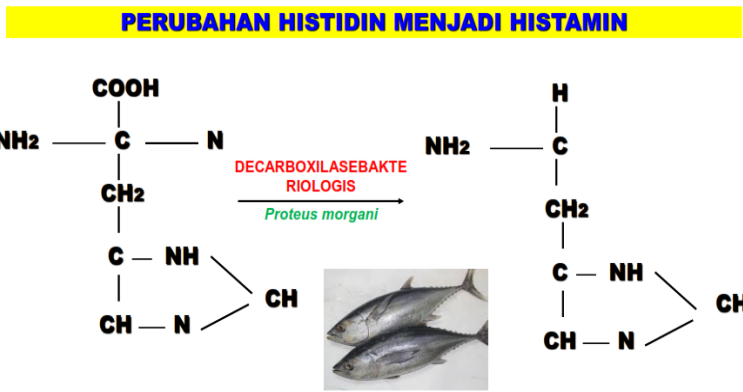 PERUBAHAN HISTIDIN MENJADI HISTAMIN
COOH
NH2 C N
CH2
C NH
CH
CH N
DECARBOXILASEBAKTE
RIOLOGIS
Proteus morgani
H
NH2 C
CH2
C NH
CH
CH N